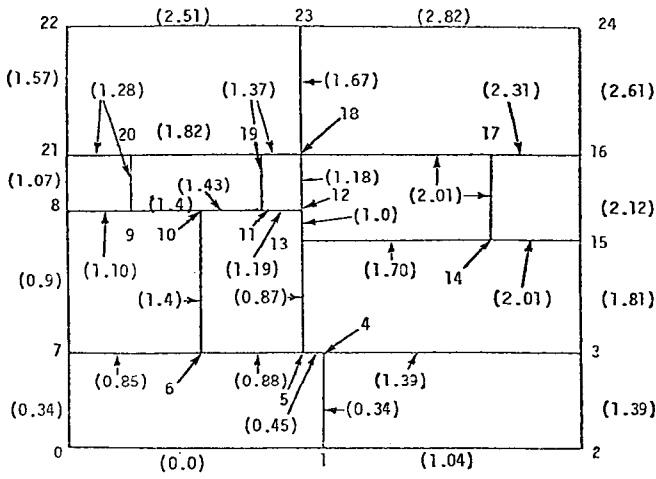 22 (2.51) 23 (2.82) 24
(1.57) (1.28) (1.37) (1.67) (2.31) (2.61)
18
21 20 (1.82) 19 17 16
(1.07) (1.43) (1.18) (2.01) (2.12)
8 (1.4) 12
9 10 11 13 (1.0) 15
(1.10) (1.19) (1.70) 14 (2.01)
(0.9) (1.4) (0.87) (1.81)
4
7 3
(0.85) 6 (0.88) 5 (1.39)
(0.34) (0.45) (0.34) (1.39)
0 (0.0) 1 (1.04) 2